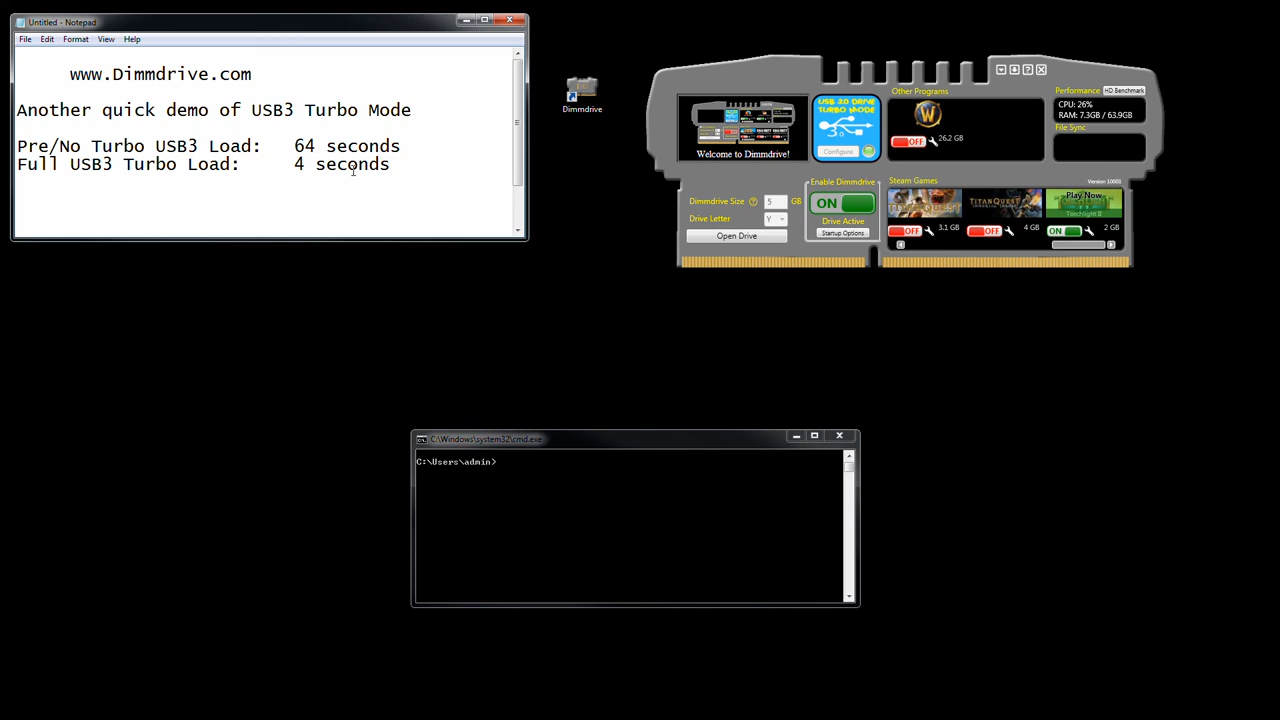 Untitled - Notepad
File Edit Format View Help
www.Dimmdrive.com
Another quick demo of USB3 Turbo Mode
Pre/No Turbo USB3 Load: 64 seconds
Full USB3 Turbo Load: 4 seconds
Dimmdrive
Welcome to Dimmdrive!
USB 3.0 DRIVE
TURBO MODE
Configure
Other Programs
OFF
26.2 GB
Performance HD Benchmark
CPU: 26%
RAM: 7.3GB / 63.9GB
File Sync
Dimmdrive Size ? 5 GB
Drive Letter Y
Open Drive
Enable Dimmdrive
ON
Drive Active
Startup Options
Steam Games
Version 10605
TITAN QUEST
Play Now
Torchlight II
OFF 3.1 GB
OFF 4 GB
ON 2 GB
C:\Windows\system32\cmd.exe
C:\Users\admin>